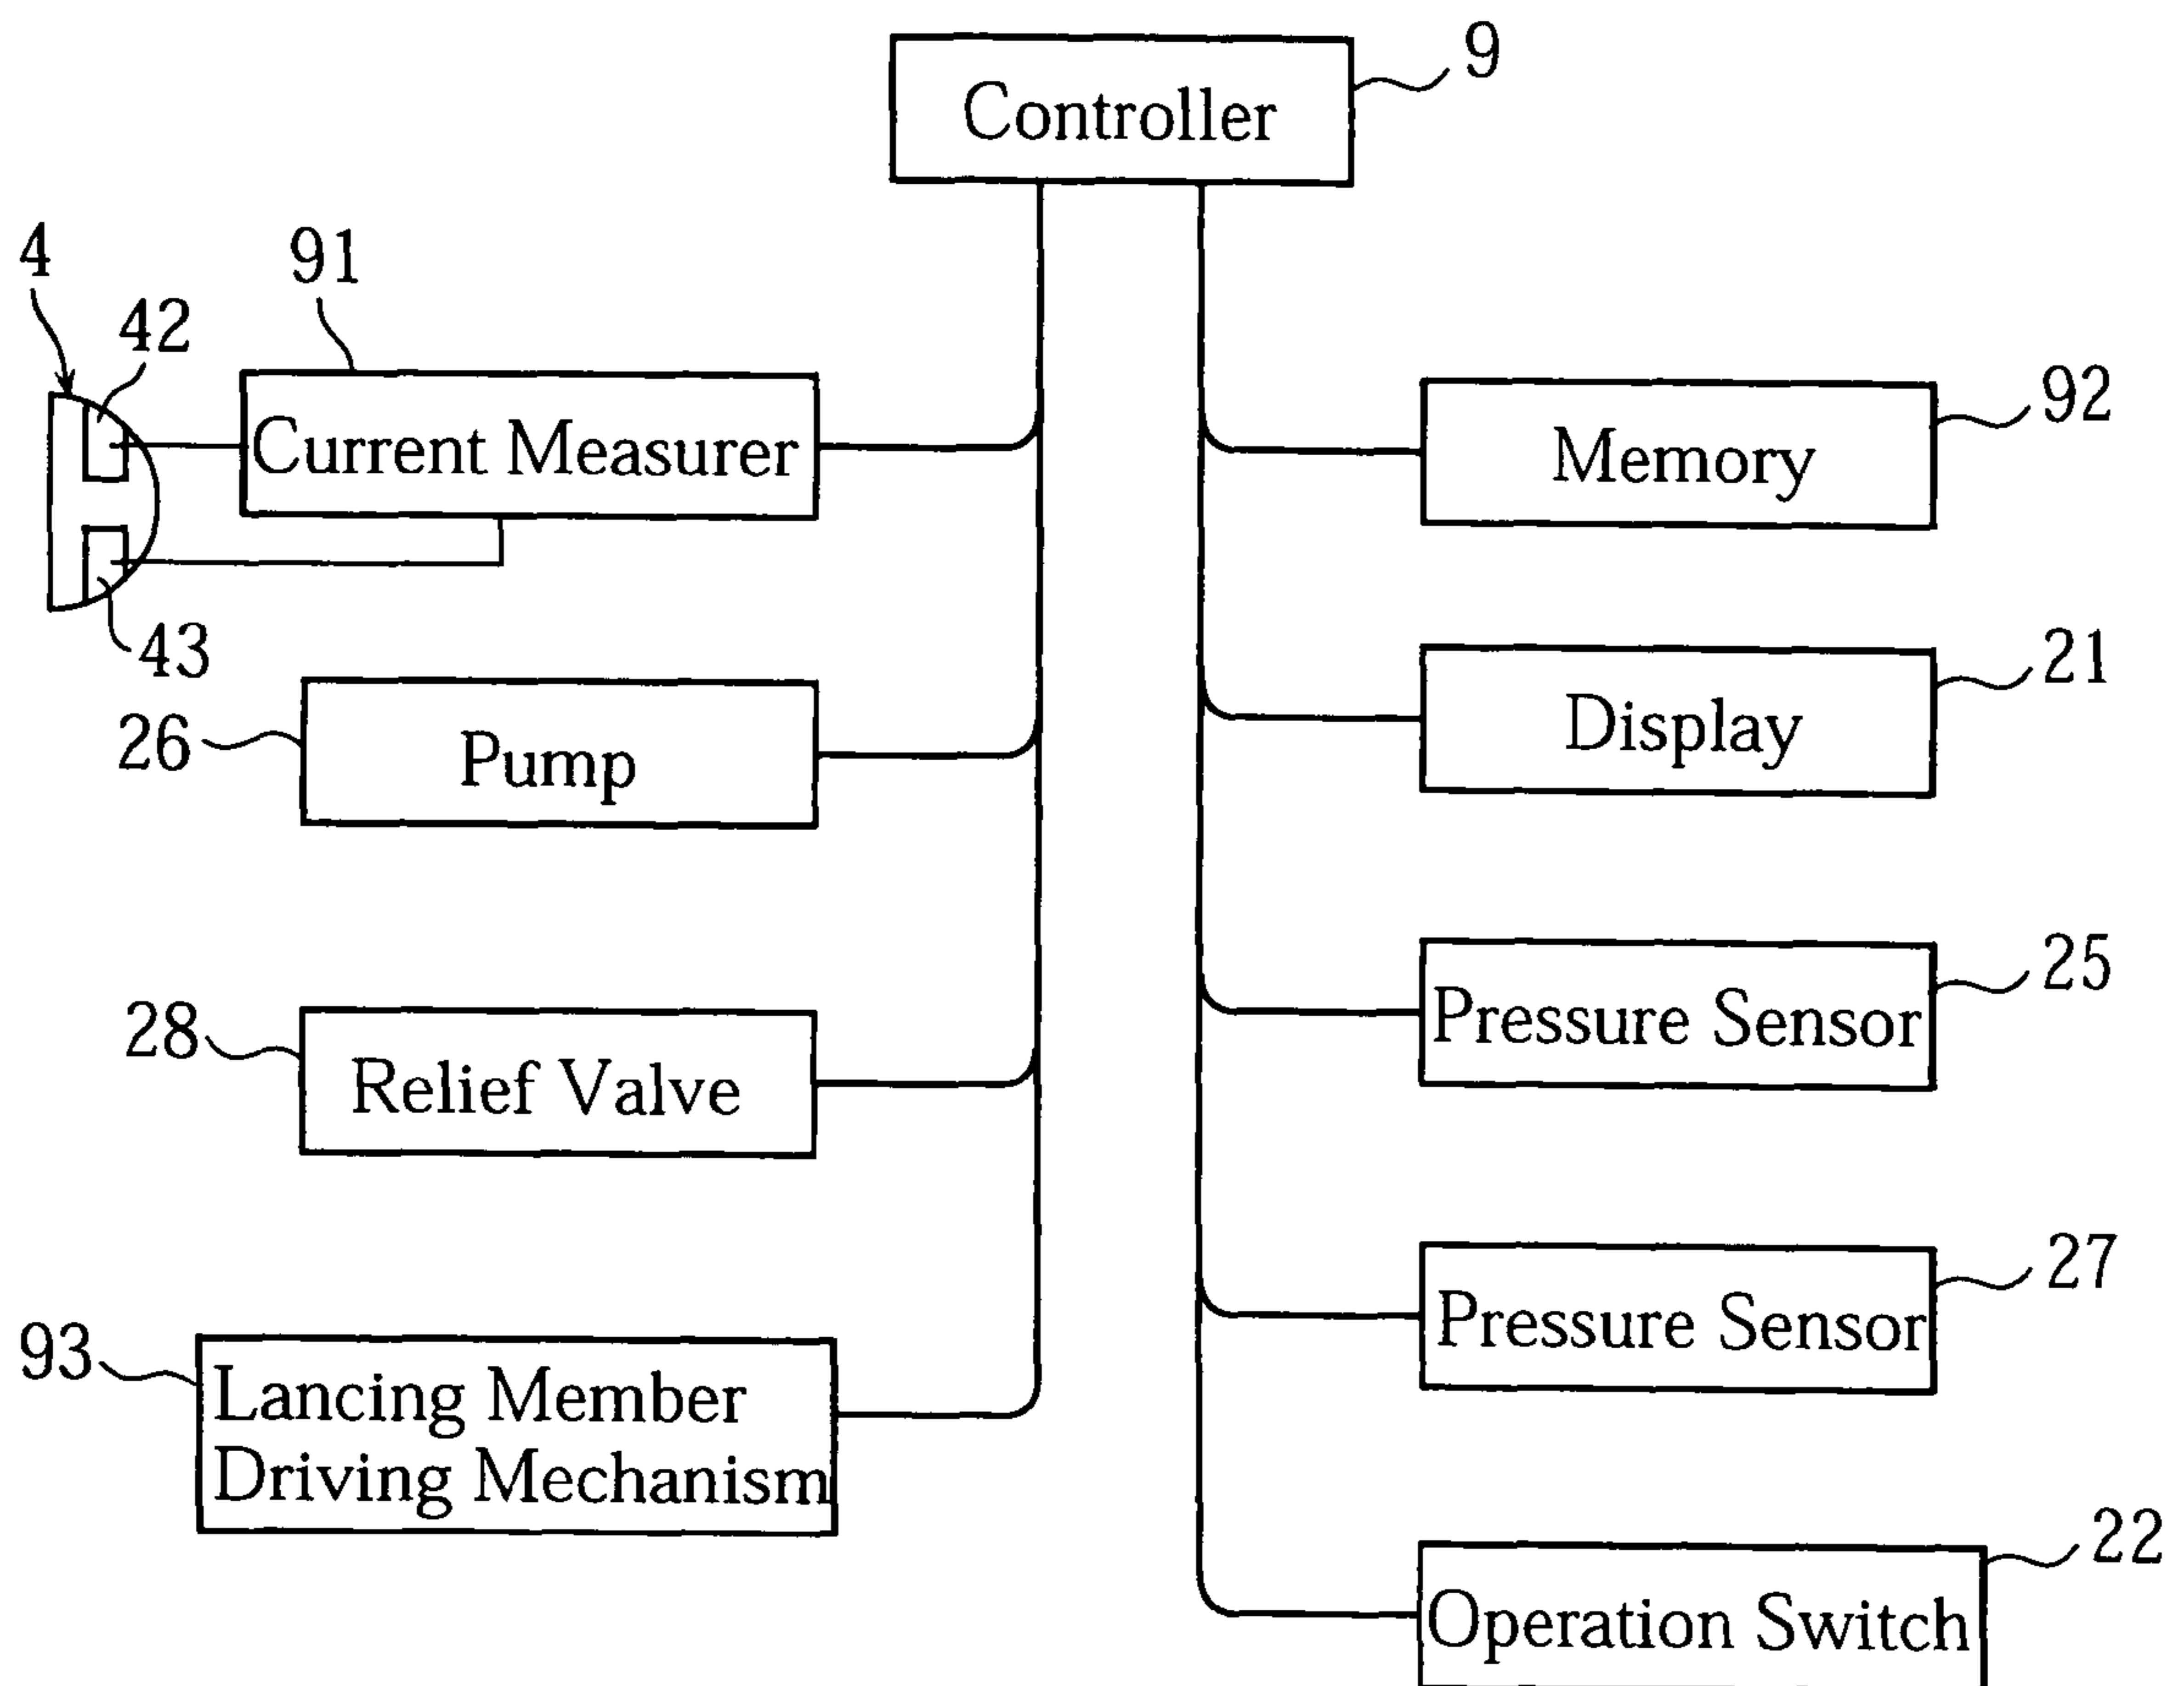 Controller
9
4
42
91
Current Measurer
43
Memory
92
26
Pump
Display
21
28
Relief Valve
Pressure Sensor
25
93
Lancing Member
Driving Mechanism
Pressure Sensor
27
Operation Switch
22